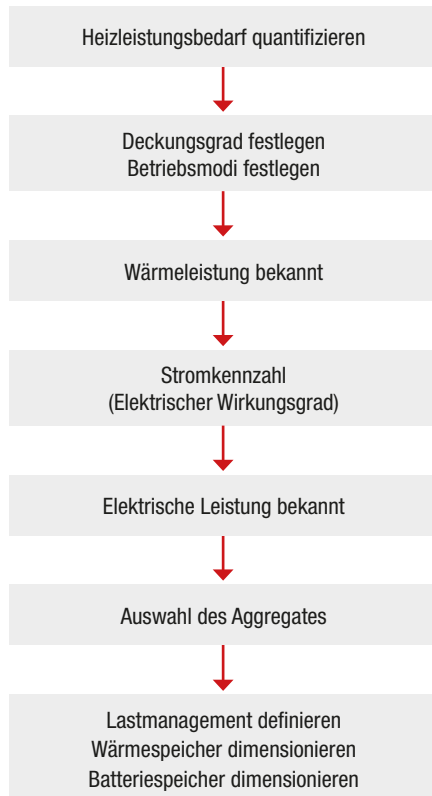 Heizleistungsbedarf quantifizieren
Deckungsgrad festlegen
Betriebsmodi festlegen
Wärmeleistung bekannt
Stromkennzahl
(Elektrischer Wirkungsgrad)
Elektrische Leistung bekannt
Auswahl des Aggregates
Lastmanagement definieren
Wärmespeicher dimensionieren
Batteriespeicher dimensionieren